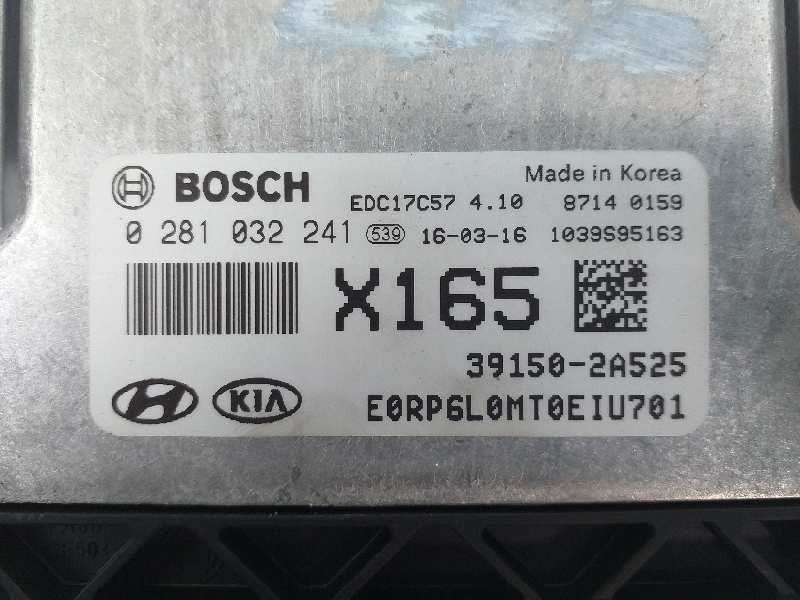 BOSCH
EDC17C57 4.10
Made in Korea
8714 0159
0 281 032 241 539 16-03-16 1039S95163
X165
39150-2A525
KIA
E0RP6L0MT0EIU701